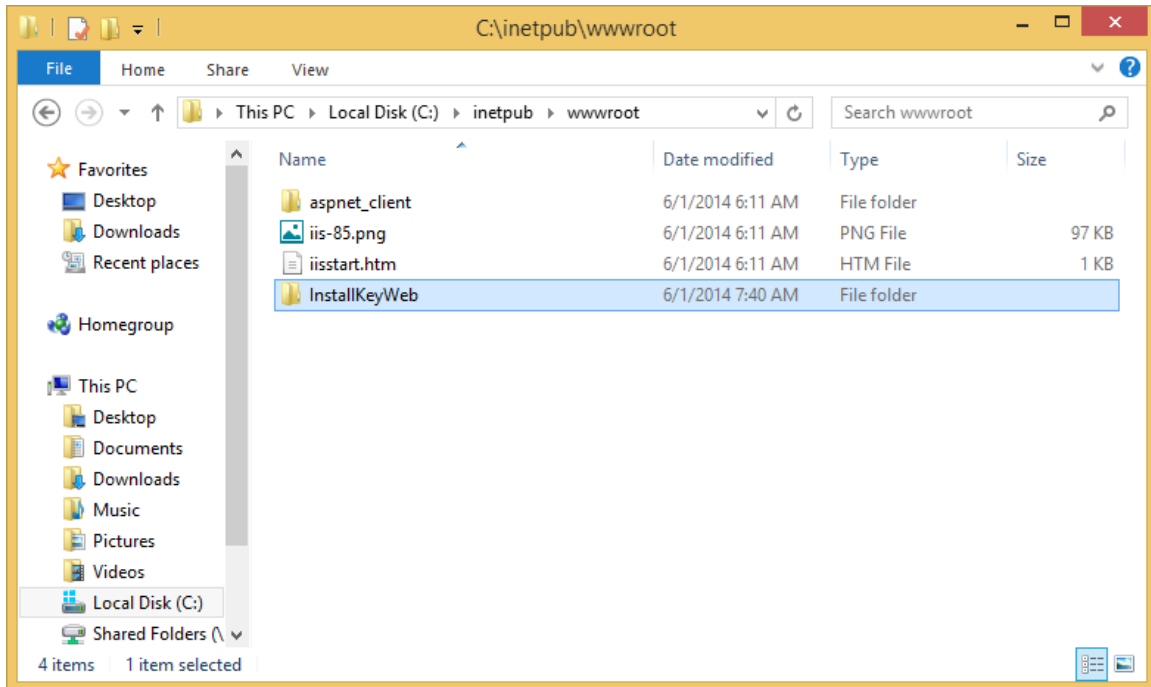 C:\inetpub\wwwroot
File Home Share View
This PC Local Disk (C:) inetpub wwwroot Search wwwroot
Name Date modified Type Size
Favorites
Desktop aspnet_client 6/1/2014 6:11 AM File folder
Downloads iis-85.png 6/1/2014 6:11 AM PNG File 97 KB
Recent places iisstart.htm 6/1/2014 6:11 AM HTM File 1 KB
InstallKeyWeb 6/1/2014 7:40 AM File folder
Homegroup
This PC
Desktop
Documents
Downloads
Music
Pictures
Videos
Local Disk (C:)
Shared Folders (\
4 items 1 item selected